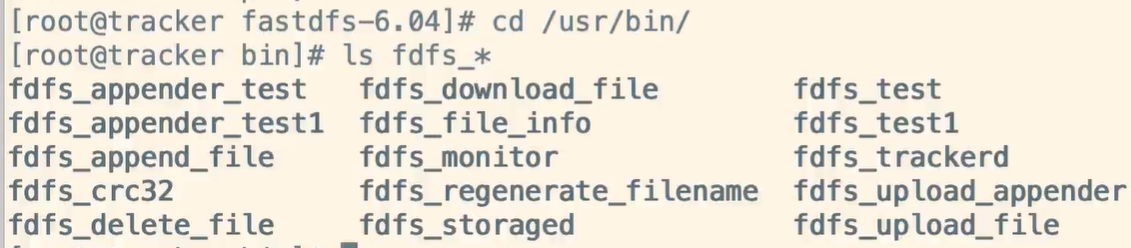 [root@tracker fastdfs-6.04]# cd /usr/bin/
[root@tracker bin]# ls fdfs_*
fdfs_appender_test fdfs_download_file fdfs_test
fdfs_appender_test1 fdfs_file_info fdfs_test1
fdfs_append_file fdfs_monitor fdfs_trackerd
fdfs_crc32 fdfs_regenerate_filename fdfs_upload_appender
fdfs_delete_file fdfs_storaged fdfs_upload_file